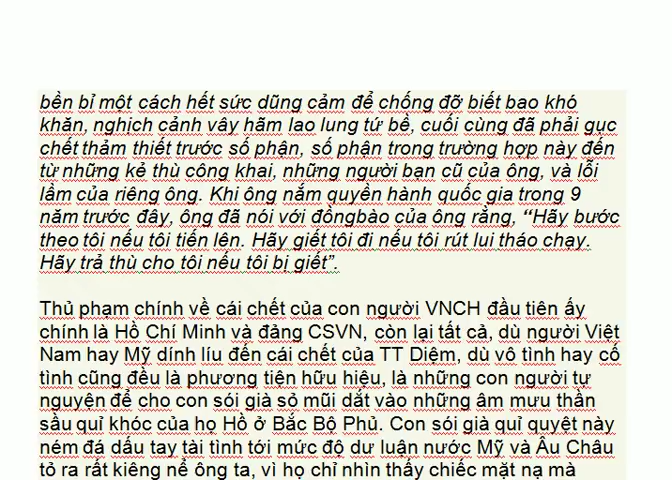 bền bỉ một cách hết sức dũng cảm để chống đỡ biết bao khó
khăn, nghịch cảnh vây hãm lao lung tứ bề, cuối cùng đã phải gục
chết thảm thiết trước số phận, số phận trong trường hợp này đến
từ những kẻ thù công khai, những người bạn cũ của ông, và lỗi
lầm của riêng ông. Khi ông nắm quyền hành quốc gia trong 9
năm trước đây, ông đã nói với đồngbào của ông rằng, “Hãy bước
theo tôi nếu tôi tiến lên. Hãy giết tôi đi nếu tôi rút lui tháo chạy.
Hãy trả thù cho tôi nếu tôi bị giết”.
Thủ phạm chính về cái chết của con người VNCH đầu tiên ấy
chính là Hồ Chí Minh và đảng CSVN, còn lại tất cả, dù người Việt
Nam hay Mỹ dính líu đến cái chết của TT Diệm, dù vô tình hay cố
tình cũng đều là phương tiện hữu hiệu, là những con người tự
nguyện để cho con sói già sỏ mũi dắt vào những âm mưu thần
sầu quỉ khóc của họ Hồ ở Bắc Bộ Phủ. Con sói già quỉ quyệt này
ném đá dấu tay tài tình tới mức độ dư luận nước Mỹ và Âu Châu
tỏ ra rất kiêng nể ông ta, vì họ chỉ nhìn thấy chiếc mặt nạ mà